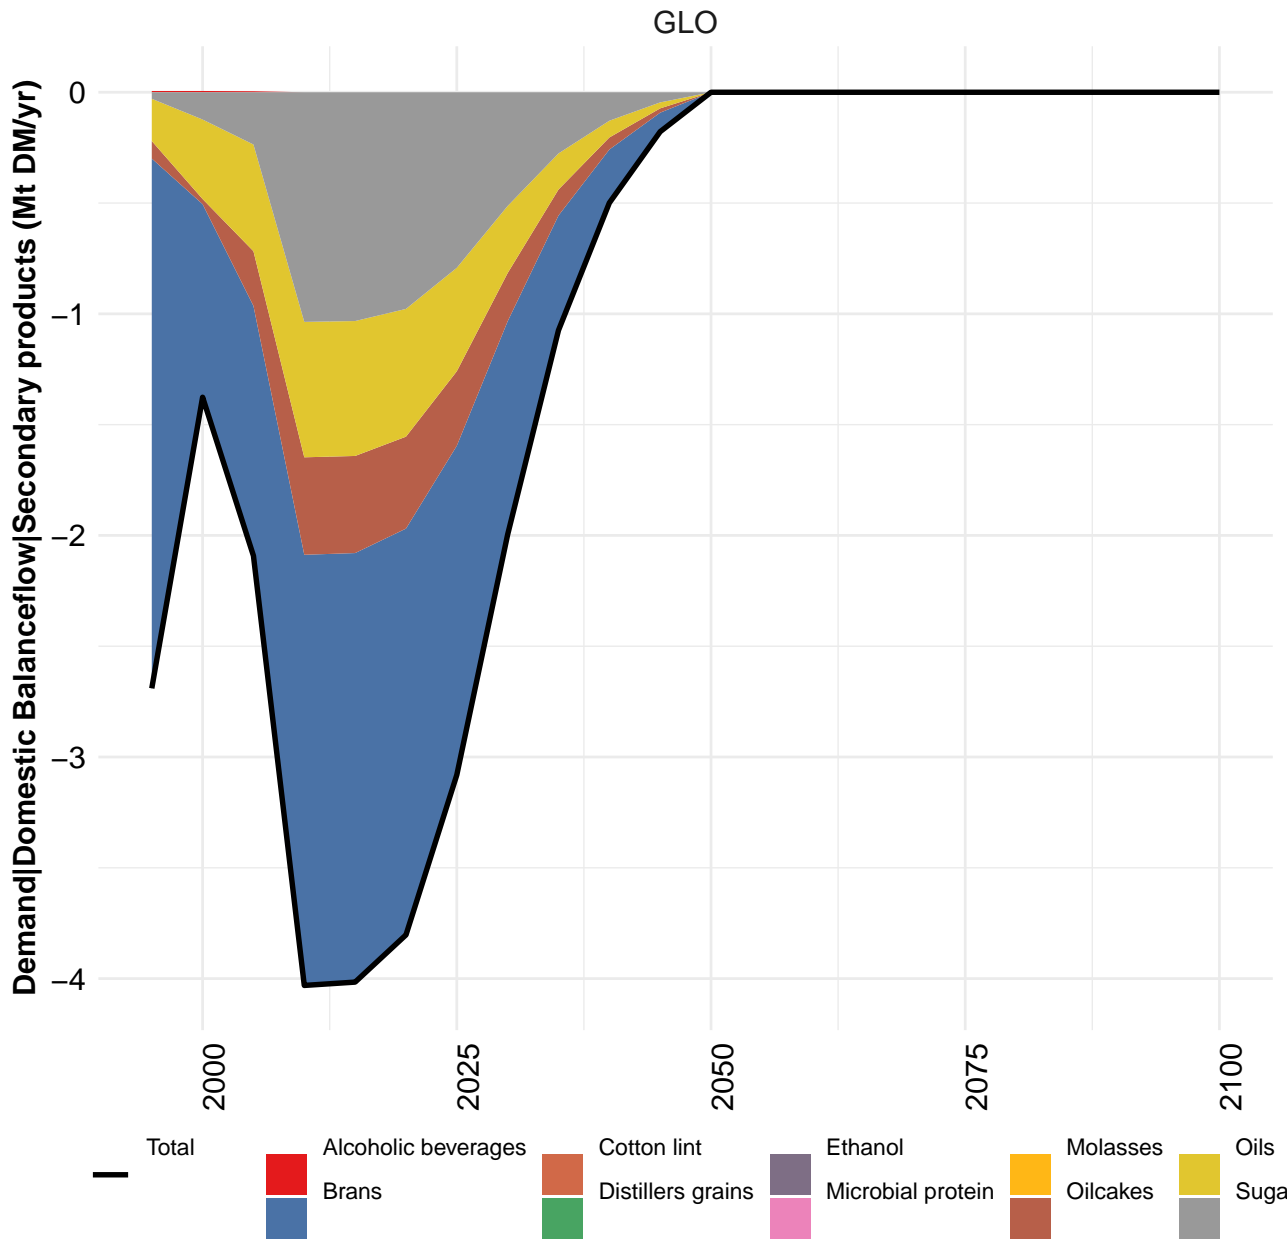 GLO
Demand|Domestic Balanceflow|Secondary products (Mt DM/yr)
0
−1
−2
−3
−4
2000
2025
2050
2075
2100
Total
Alcoholic beverages
Cotton lint
Ethanol
Molasses
Oils
Brans
Distillers grains
Microbial protein
Oilcakes
Suga